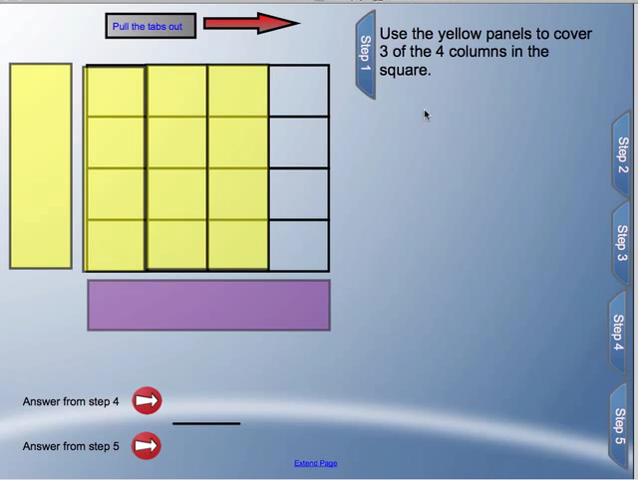 Pull the tabs out
Step 1
Use the yellow panels to cover
3 of the 4 columns in the
square.
Step 2
Step 3
Step 4
Step 5
Answer from step 4
Answer from step 5
Extend Page